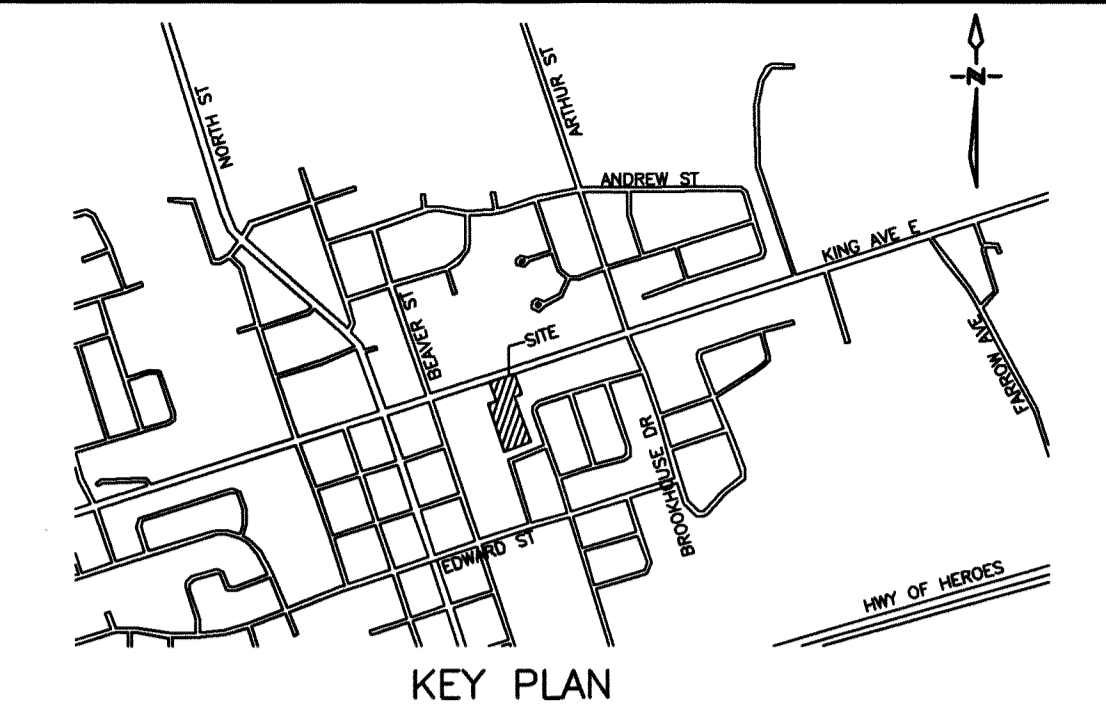 NORTH ST
ARTHUR ST
N
ANDREW ST
KING AVE E
BEAVER ST
SITE
FARROW AVE.
BROOKHOUSE DR
EDWARD ST
HWY OF HEROES
KEY PLAN